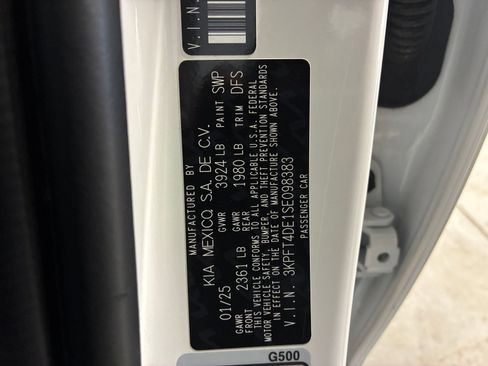 V.I.N
MANUFACTURED BY
KIA MEXICO, S.A. DE C.V.
01/25 GVWR 3924 LB PAINT SWP
GAWR FRONT 2361 LB GAWR REAR 1980 LB TRIM DFS
THIS VEHICLE CONFORMS TO ALL APPLICABLE U.S.A. FEDERAL
MOTOR VEHICLE SAFETY, BUMPER, AND THEFT PREVENTION STANDARDS
IN EFFECT ON THE DATE OF MANUFACTURE SHOWN ABOVE.
V.I.N. 3KPFT4DE1SE098383
PASSENGER CAR
G500